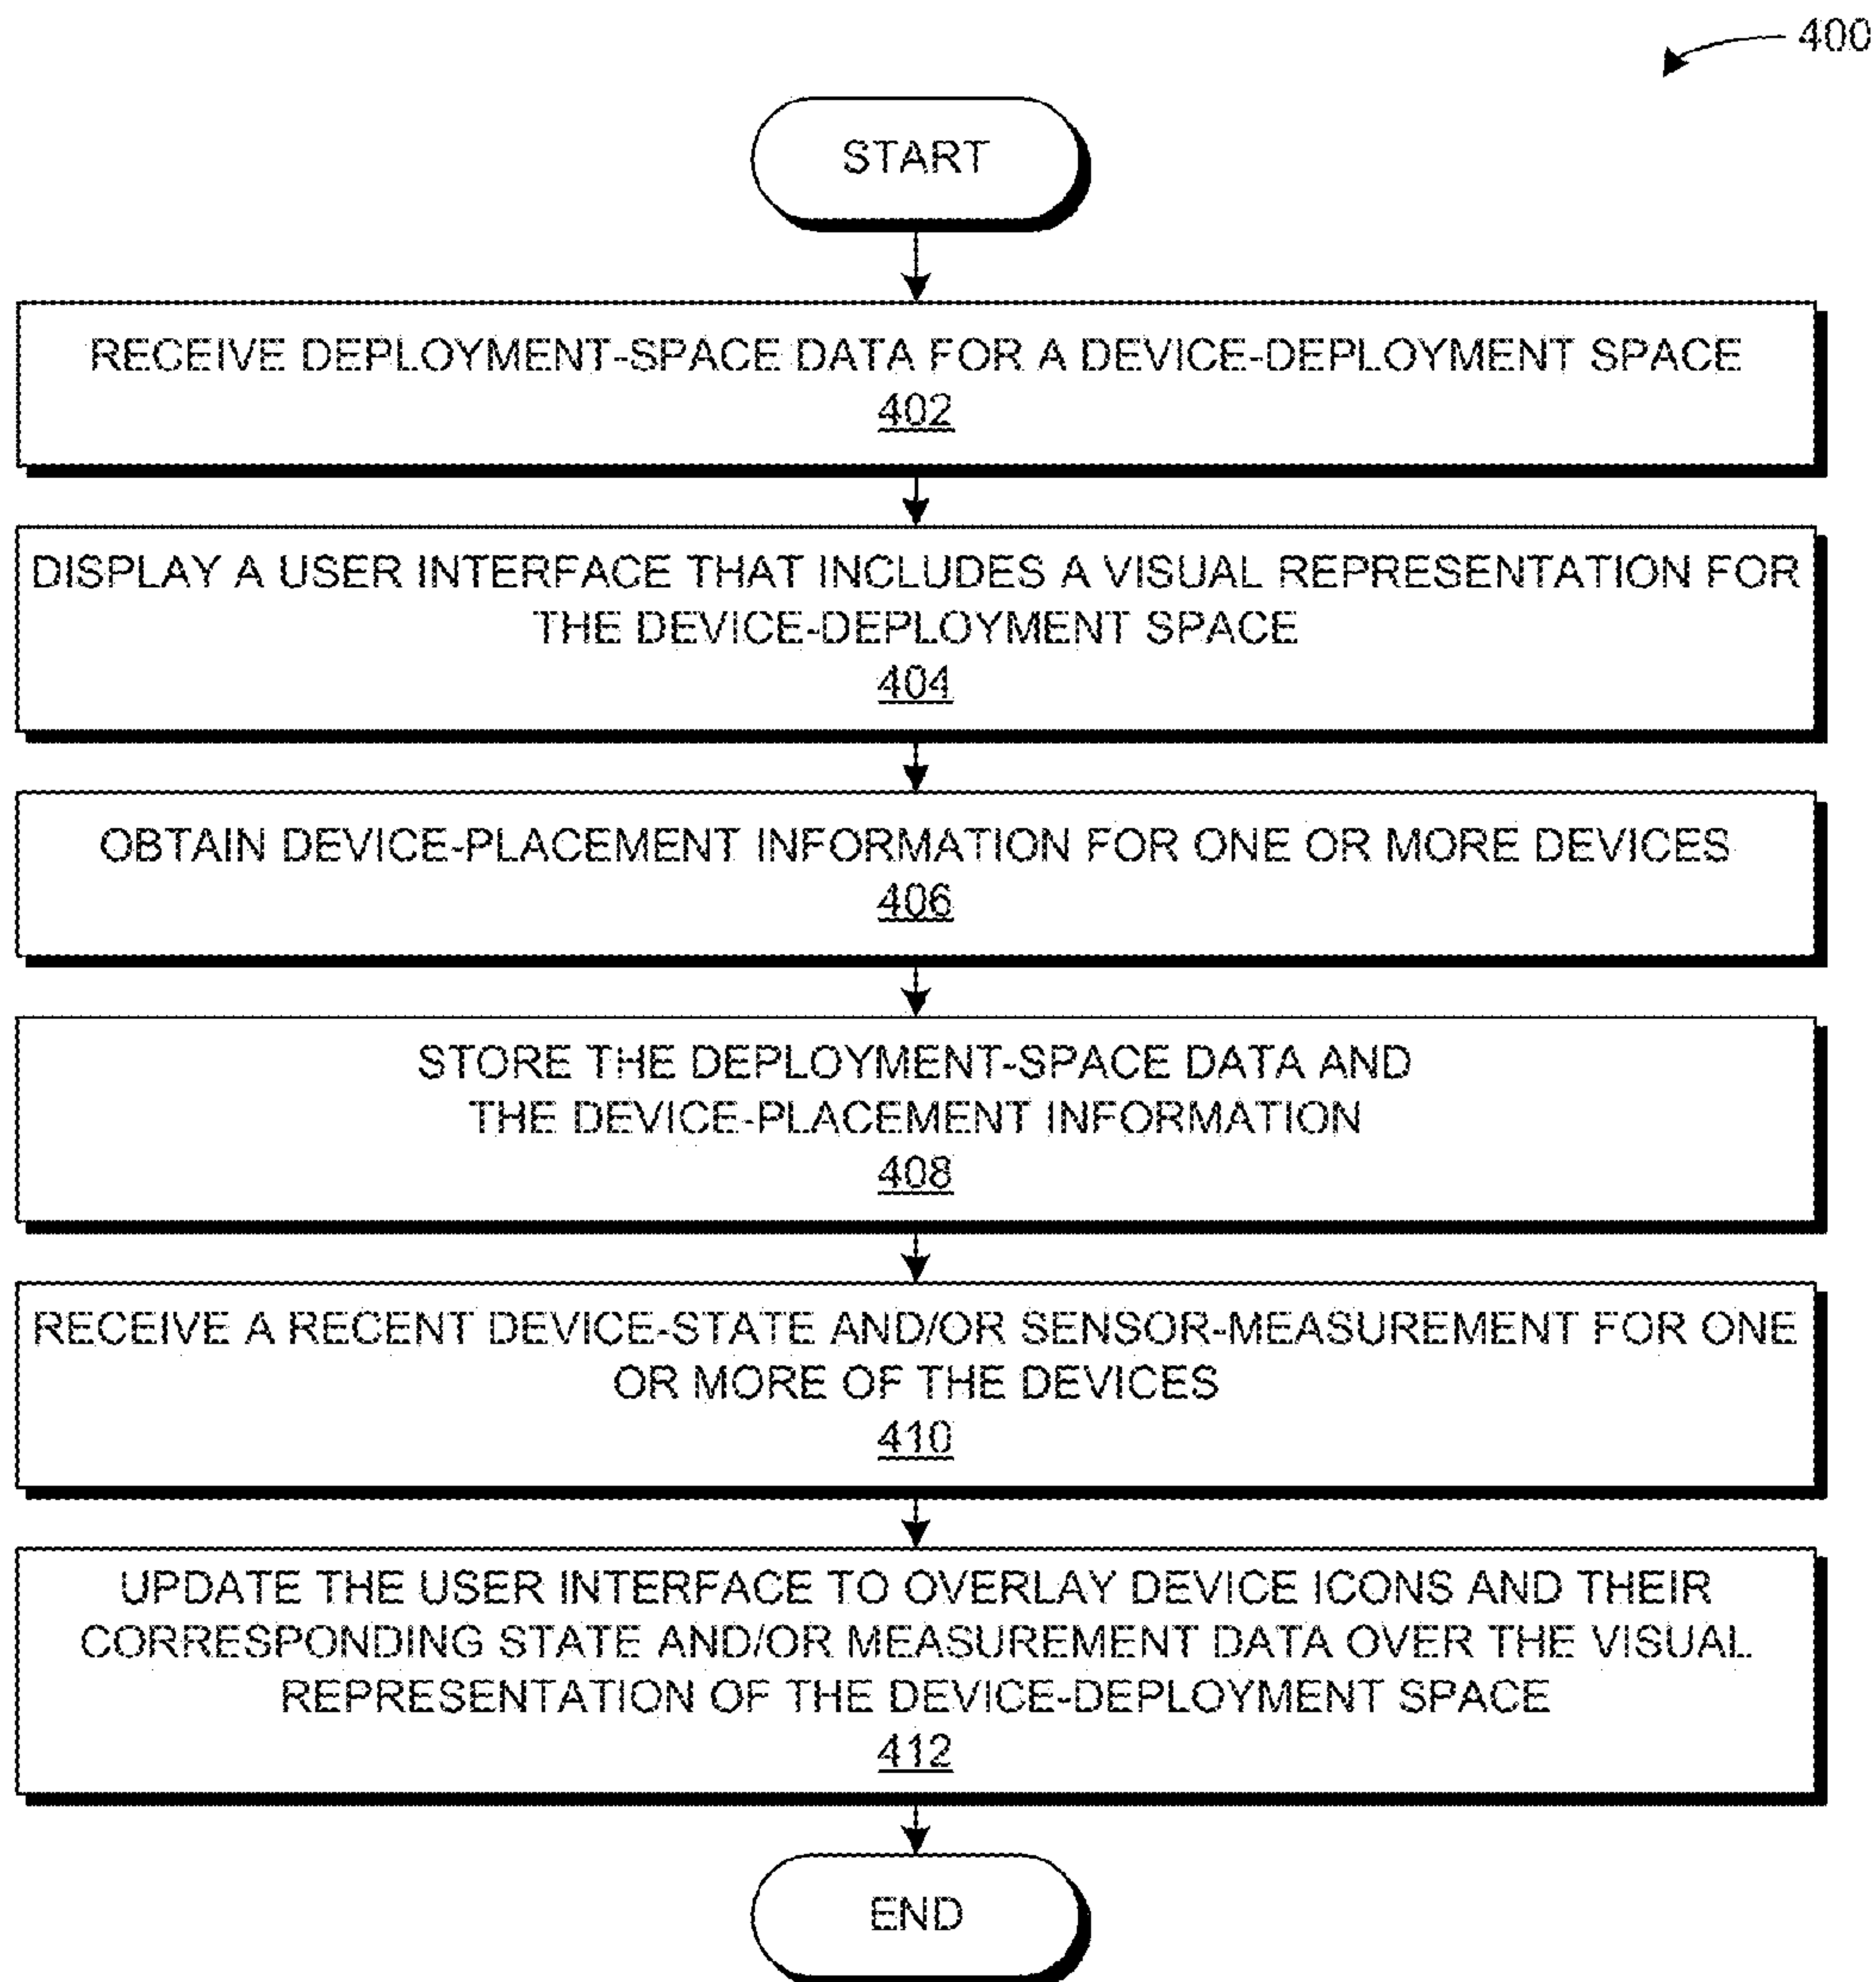 400
START
RECEIVE DEPLOYMENT-SPACE DATA FOR A DEVICE-DEPLOYMENT SPACE
402
DISPLAY A USER INTERFACE THAT INCLUDES A VISUAL REPRESENTATION FOR
THE DEVICE-DEPLOYMENT SPACE
404
OBTAIN DEVICE-PLACEMENT INFORMATION FOR ONE OR MORE DEVICES
406
STORE THE DEPLOYMENT-SPACE DATA AND
THE DEVICE-PLACEMENT INFORMATION
408
RECEIVE A RECENT DEVICE-STATE AND/OR SENSOR-MEASUREMENT FOR ONE
OR MORE OF THE DEVICES
410
UPDATE THE USER INTERFACE TO OVERLAY DEVICE ICONS AND THEIR
CORRESPONDING STATE AND/OR MEASUREMENT DATA OVER THE VISUAL
REPRESENTATION OF THE DEVICE-DEPLOYMENT SPACE
412
END